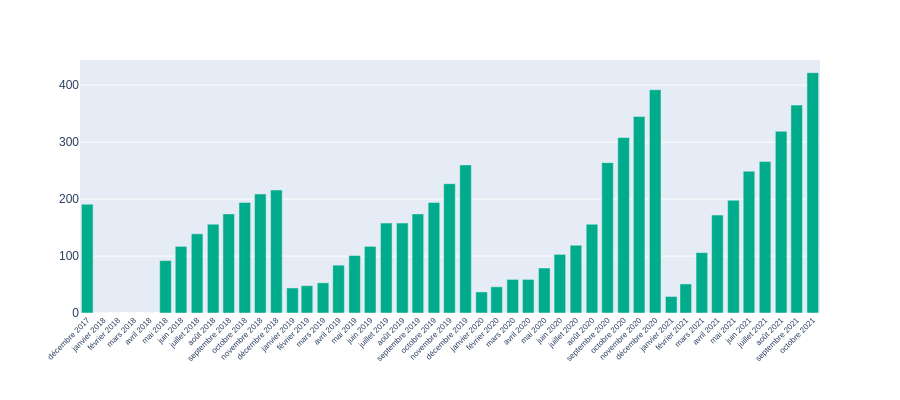 400
300
200
100
0
décembre 2017
janvier 2018
février 2018
mars 2018
avril 2018
mai 2018
juin 2018
juillet 2018
août 2018
septembre 2018
octobre 2018
novembre 2018
décembre 2018
janvier 2019
février 2019
mars 2019
avril 2019
mai 2019
juin 2019
juillet 2019
août 2019
septembre 2019
octobre 2019
novembre 2019
décembre 2019
janvier 2020
février 2020
mars 2020
avril 2020
mai 2020
juin 2020
juillet 2020
août 2020
septembre 2020
octobre 2020
novembre 2020
décembre 2020
janvier 2021
février 2021
mars 2021
avril 2021
mai 2021
juin 2021
juillet 2021
août 2021
septembre 2021
octobre 2021